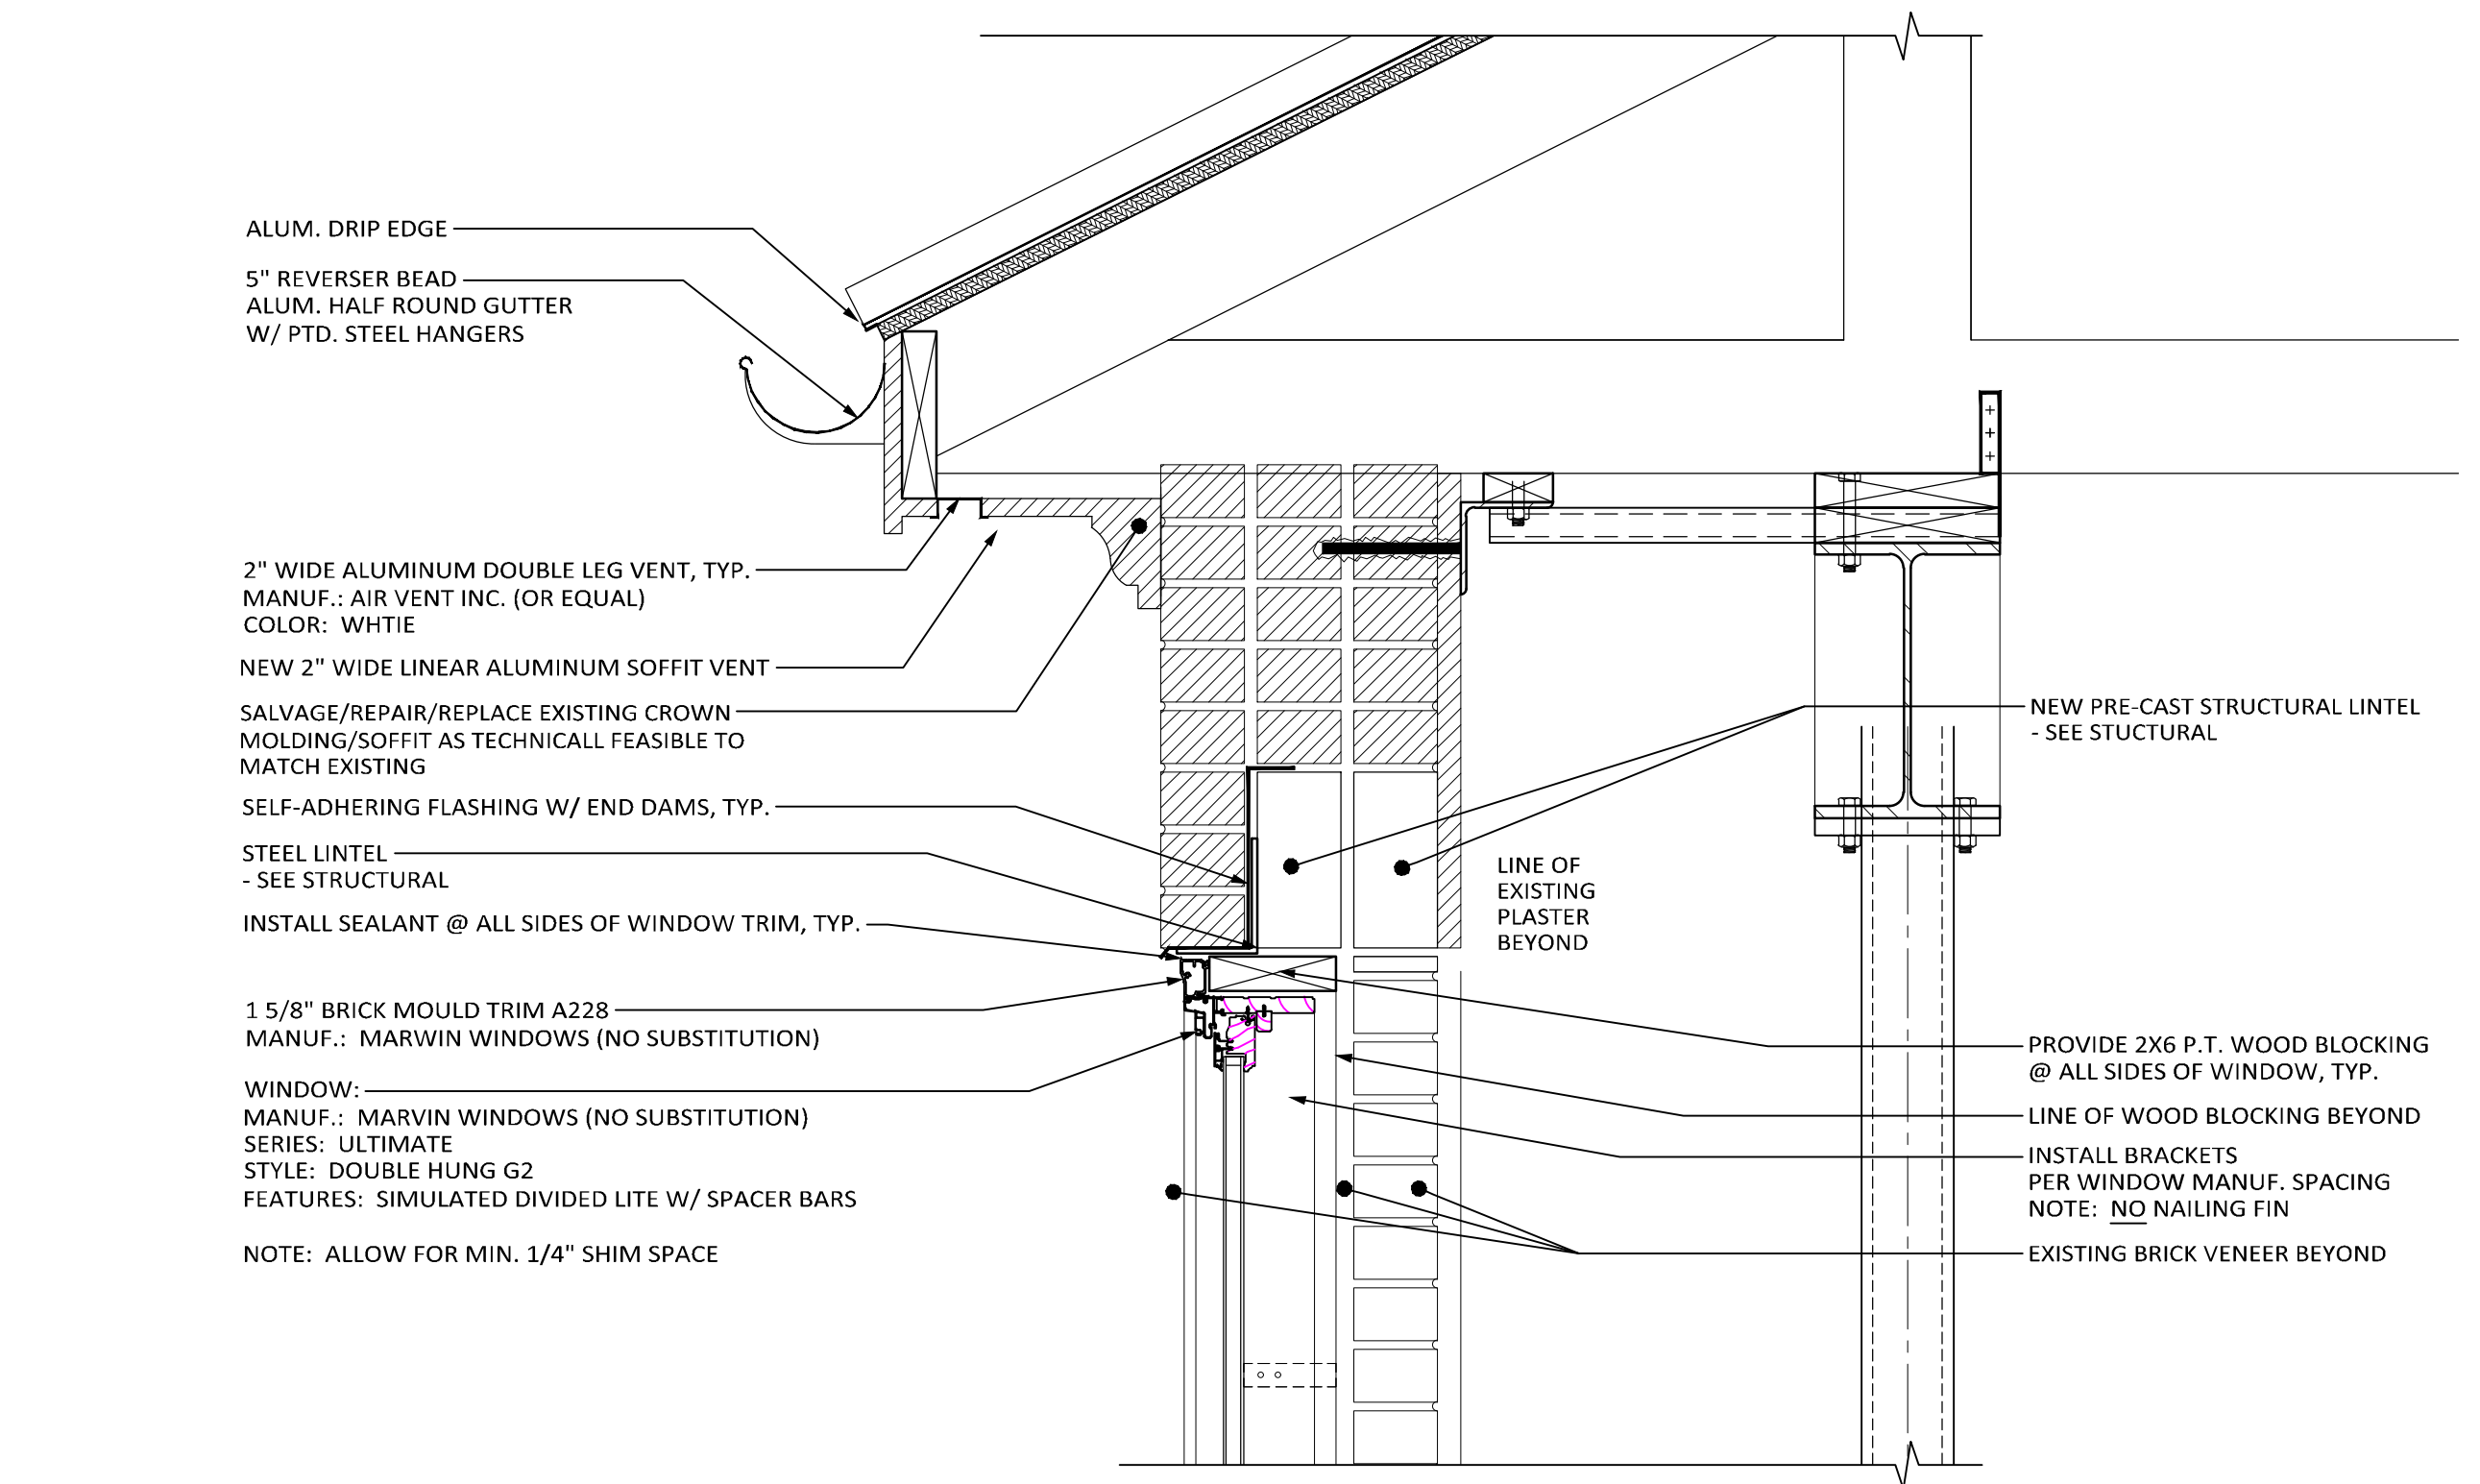 ALUM. DRIP EDGE
5" REVERSER BEAD
ALUM. HALF ROUND GUTTER
W/ PTD. STEEL HANGERS
2" WIDE ALUMINUM DOUBLE LEG VENT, TYP.
MANUF.: AIR VENT INC. (OR EQUAL)
COLOR: WHTIE
NEW 2" WIDE LINEAR ALUMINUM SOFFIT VENT
SALVAGE/REPAIR/REPLACE EXISTING CROWN
MOLDING/SOFFIT AS TECHNICALL FEASIBLE TO
MATCH EXISTING
SELF-ADHERING FLASHING W/ END DAMS, TYP.
STEEL LINTEL
- SEE STRUCTURAL
INSTALL SEALANT @ ALL SIDES OF WINDOW TRIM, TYP.
1 5/8" BRICK MOULD TRIM A228
MANUF.: MARWIN WINDOWS (NO SUBSTITUTION)
WINDOW:
MANUF.: MARVIN WINDOWS (NO SUBSTITUTION)
SERIES: ULTIMATE
STYLE: DOUBLE HUNG G2
FEATURES: SIMULATED DIVIDED LITE W/ SPACER BARS
NOTE: ALLOW FOR MIN. 1/4" SHIM SPACE
LINE OF
EXISTING
PLASTER
BEYOND
NEW PRE-CAST STRUCTURAL LINTEL
- SEE STUCTURAL
PROVIDE 2X6 P.T. WOOD BLOCKING
@ ALL SIDES OF WINDOW, TYP.
LINE OF WOOD BLOCKING BEYOND
INSTALL BRACKETS
PER WINDOW MANUF. SPACING
NOTE: NO NAILING FIN
EXISTING BRICK VENEER BEYOND